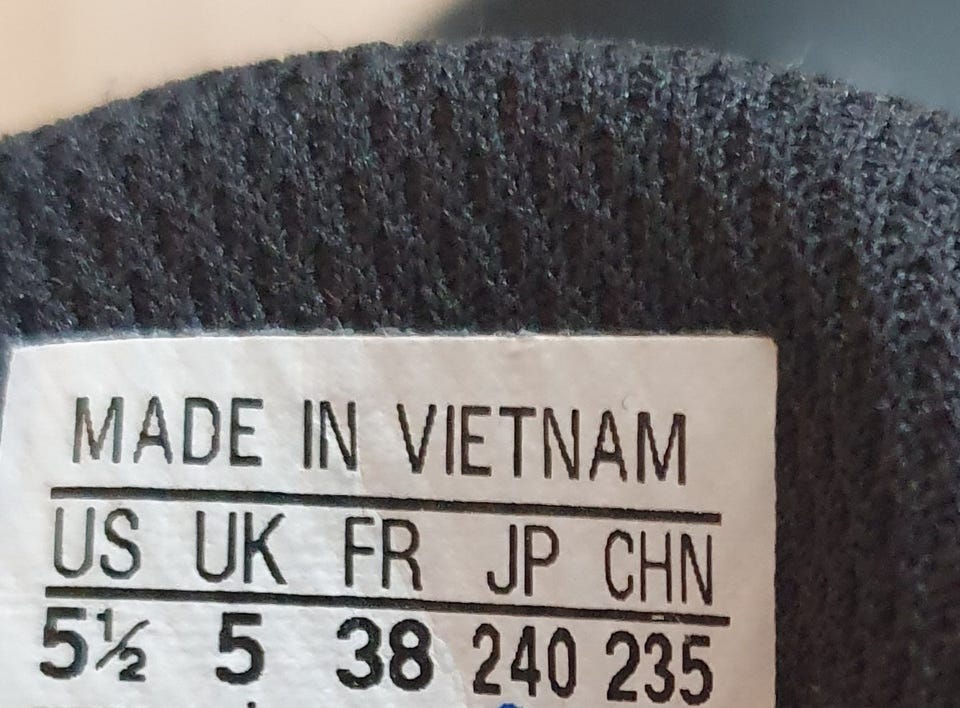 MADE IN VIETNAM
US UK FR JP CHN
5½ 5 38 240 235